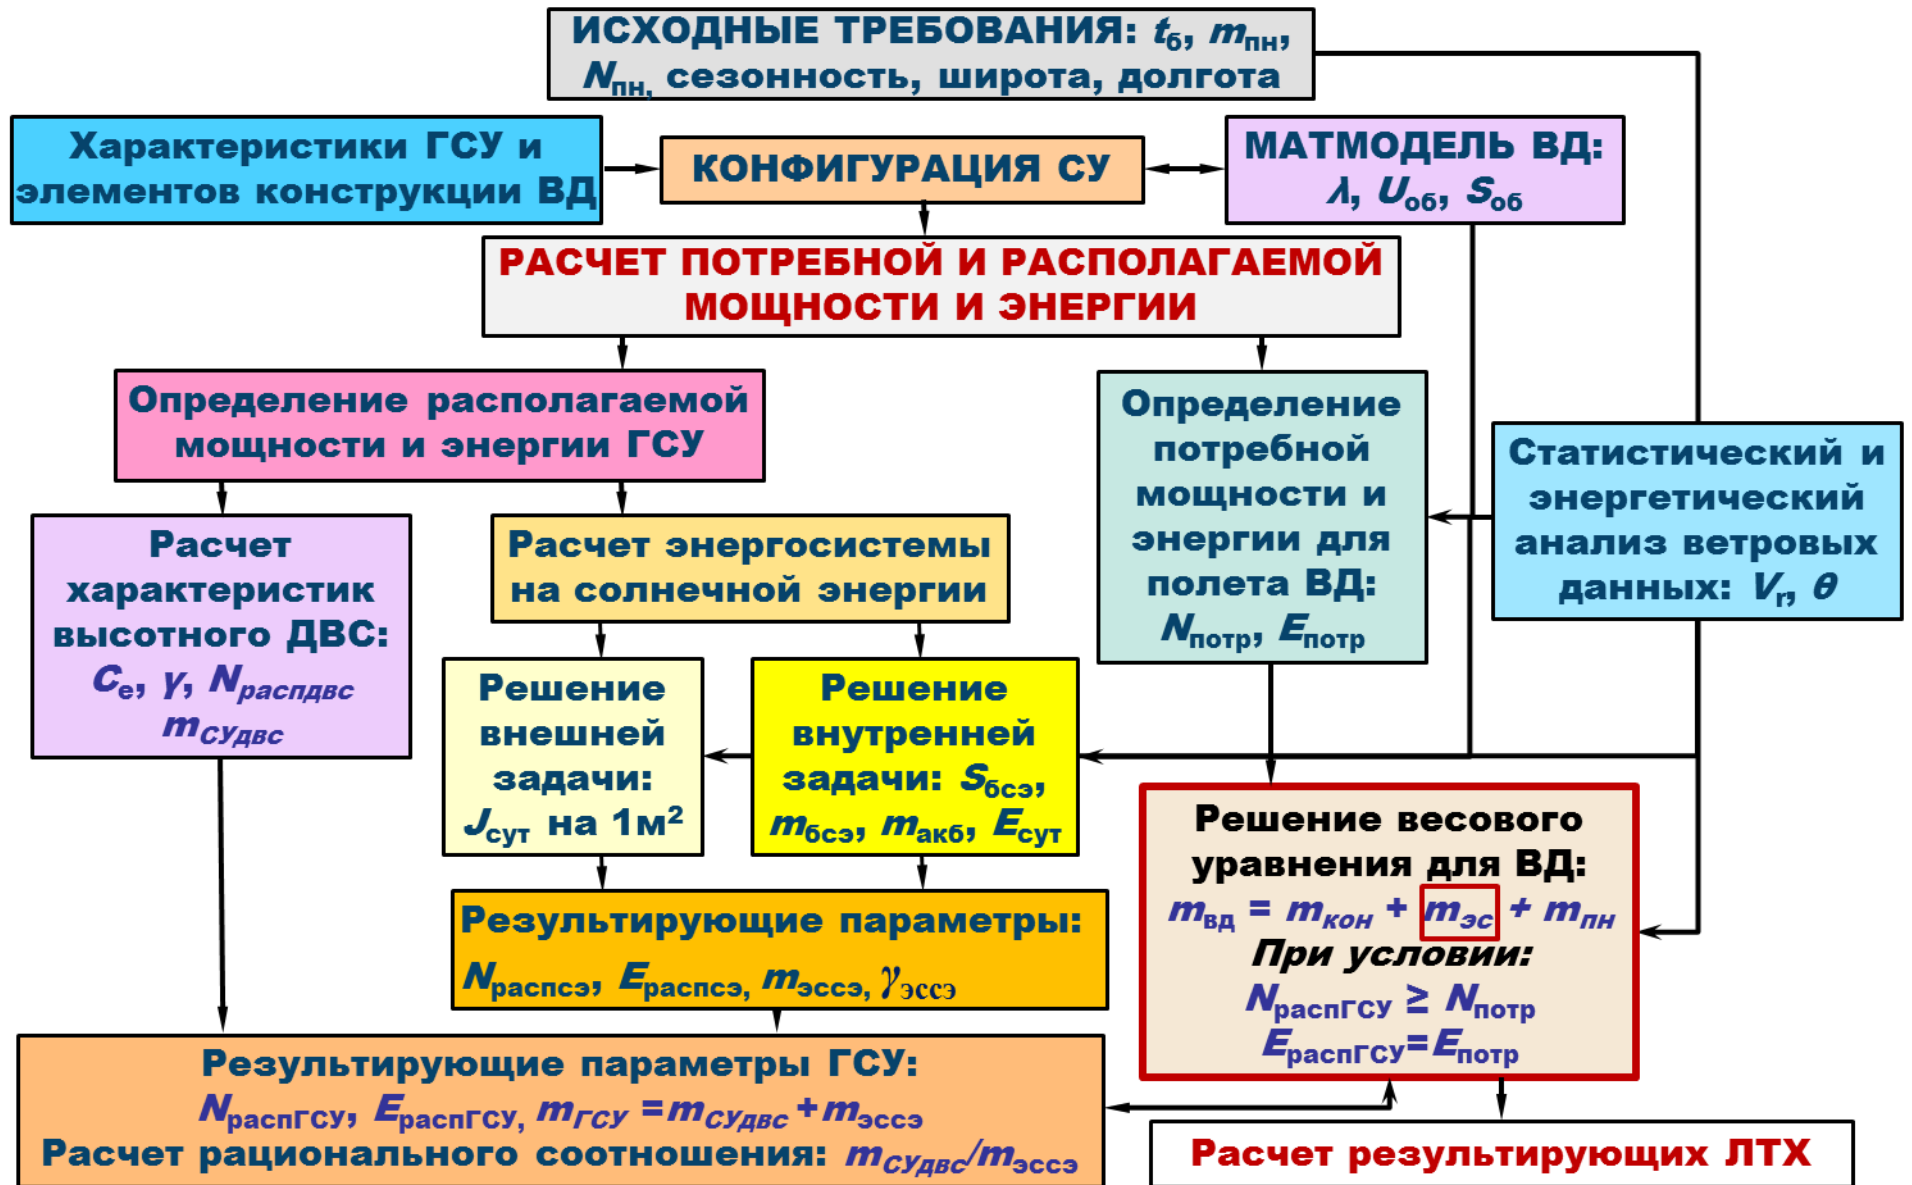 ИСХОДНЫЕ ТРЕБОВАНИЯ: tб, mпн,
Nпн, сезонность, широта, долгота
Характеристики ГСУ и
элементов конструкции ВД
КОНФИГУРАЦИЯ СУ
МАТМОДЕЛЬ ВД:
λ, Uоб, Sоб
РАСЧЕТ ПОТРЕБНОЙ И РАСПОЛАГАЕМОЙ
МОЩНОСТИ И ЭНЕРГИИ
Определение располагаемой
мощности и энергии ГСУ
Определение
потребной
мощности и
энергии для
полета ВД:
Nпотр, Eпотр
Статистический и
энергетический
анализ ветровых
данных: Vr, θ
Расчет
характеристик
высотного ДВС:
Ce, γ, Nраспдвс
mСУдвс
Расчет энергосистемы
на солнечной энергии
Решение
внешней
задачи:
Jсут на 1м²
Решение
внутренней
задачи: Sбсэ,
mбсэ, mакб, Eсут
Решение весового
уравнения для ВД:
mвд = mкон + mэс + mпн
При условии:
NраспГСУ ≥ Nпотр
EраспГСУ=Eпотр
Результирующие параметры:
Nраспсэ, Eраспсэ, mэссэ, γэссэ
Результирующие параметры ГСУ:
NраспГСУ, EраспГСУ, mГСУ =mСУдвс +mэссэ
Расчет рационального соотношения: mСУдвс/mэссэ
Расчет результирующих ЛТХ